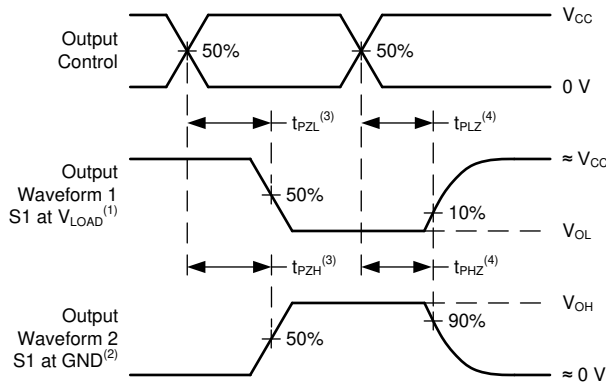 V_CC
Output
Control
50%
50%
0 V
t_PZL^(3)
t_PLZ^(4)
Output
Waveform 1
S1 at V_LOAD^(1)
≈ V_CC
50%
10%
V_OL
t_PZH^(3)
t_PHZ^(4)
Output
Waveform 2
S1 at GND^(2)
V_OH
90%
50%
≈ 0 V